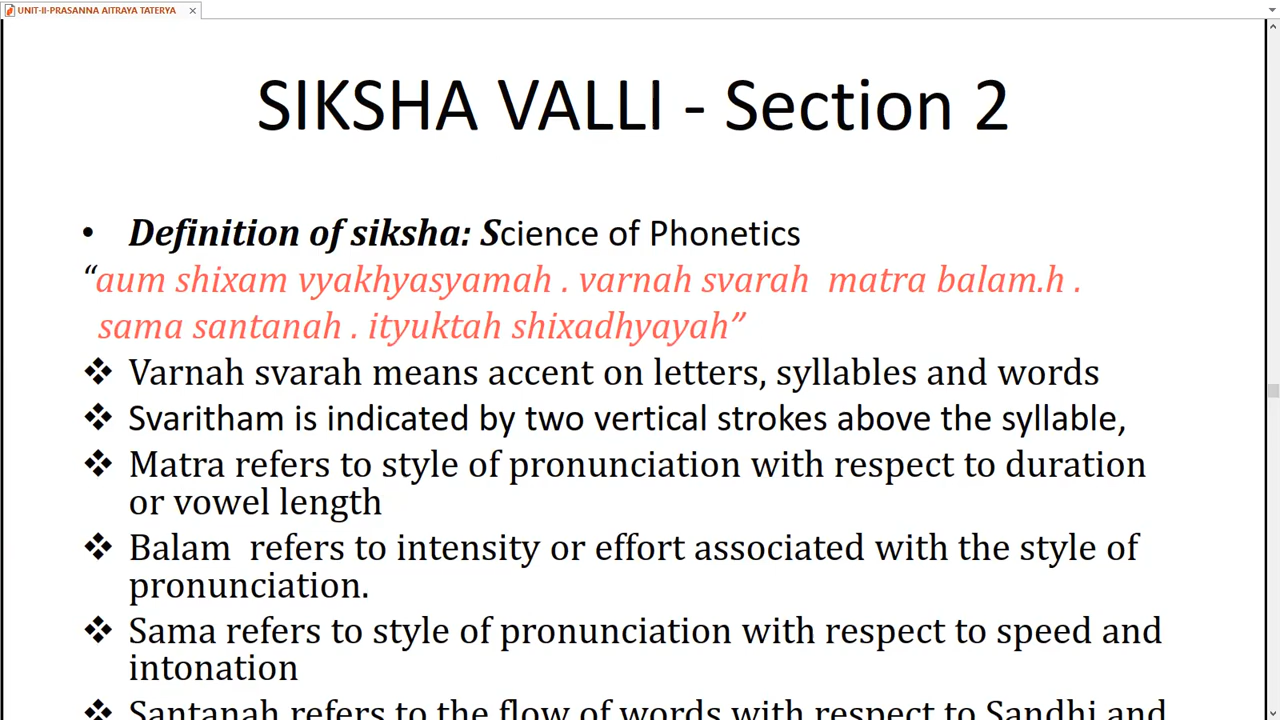 UNIT-II-PRASANNA AITRAYA TATERYA
SIKSHA VALLI - Section 2
• Definition of siksha: Science of Phonetics
“aum shixam vyakhyasyamah . varnah svarah matra balam.h .
sama santanah . ityuktah shixadhyayah”
❖ Varnah svarah means accent on letters, syllables and words
❖ Svaritham is indicated by two vertical strokes above the syllable,
❖ Matra refers to style of pronunciation with respect to duration
or vowel length
❖ Balam refers to intensity or effort associated with the style of
pronunciation.
❖ Sama refers to style of pronunciation with respect to speed and
intonation
❖ Santanah refers to the flow of words with respect to Sandhi and